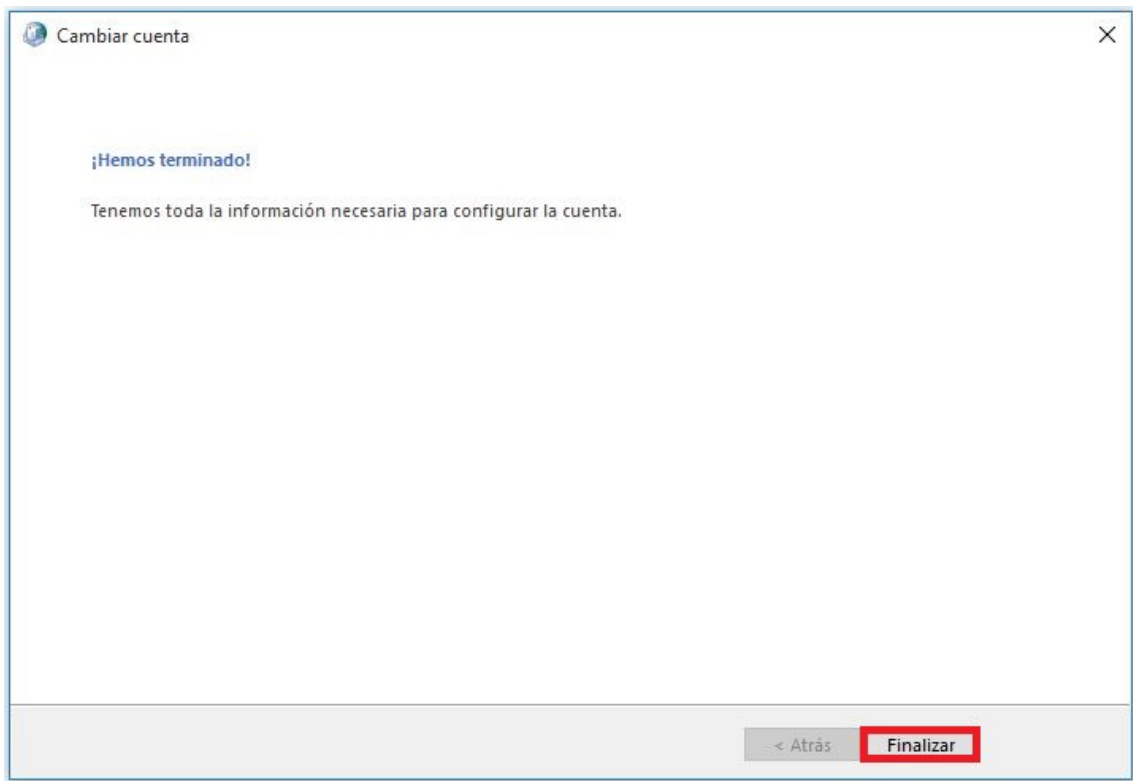 Cambiar cuenta
¡Hemos terminado!
Tenemos toda la información necesaria para configurar la cuenta.
< Atrás
Finalizar